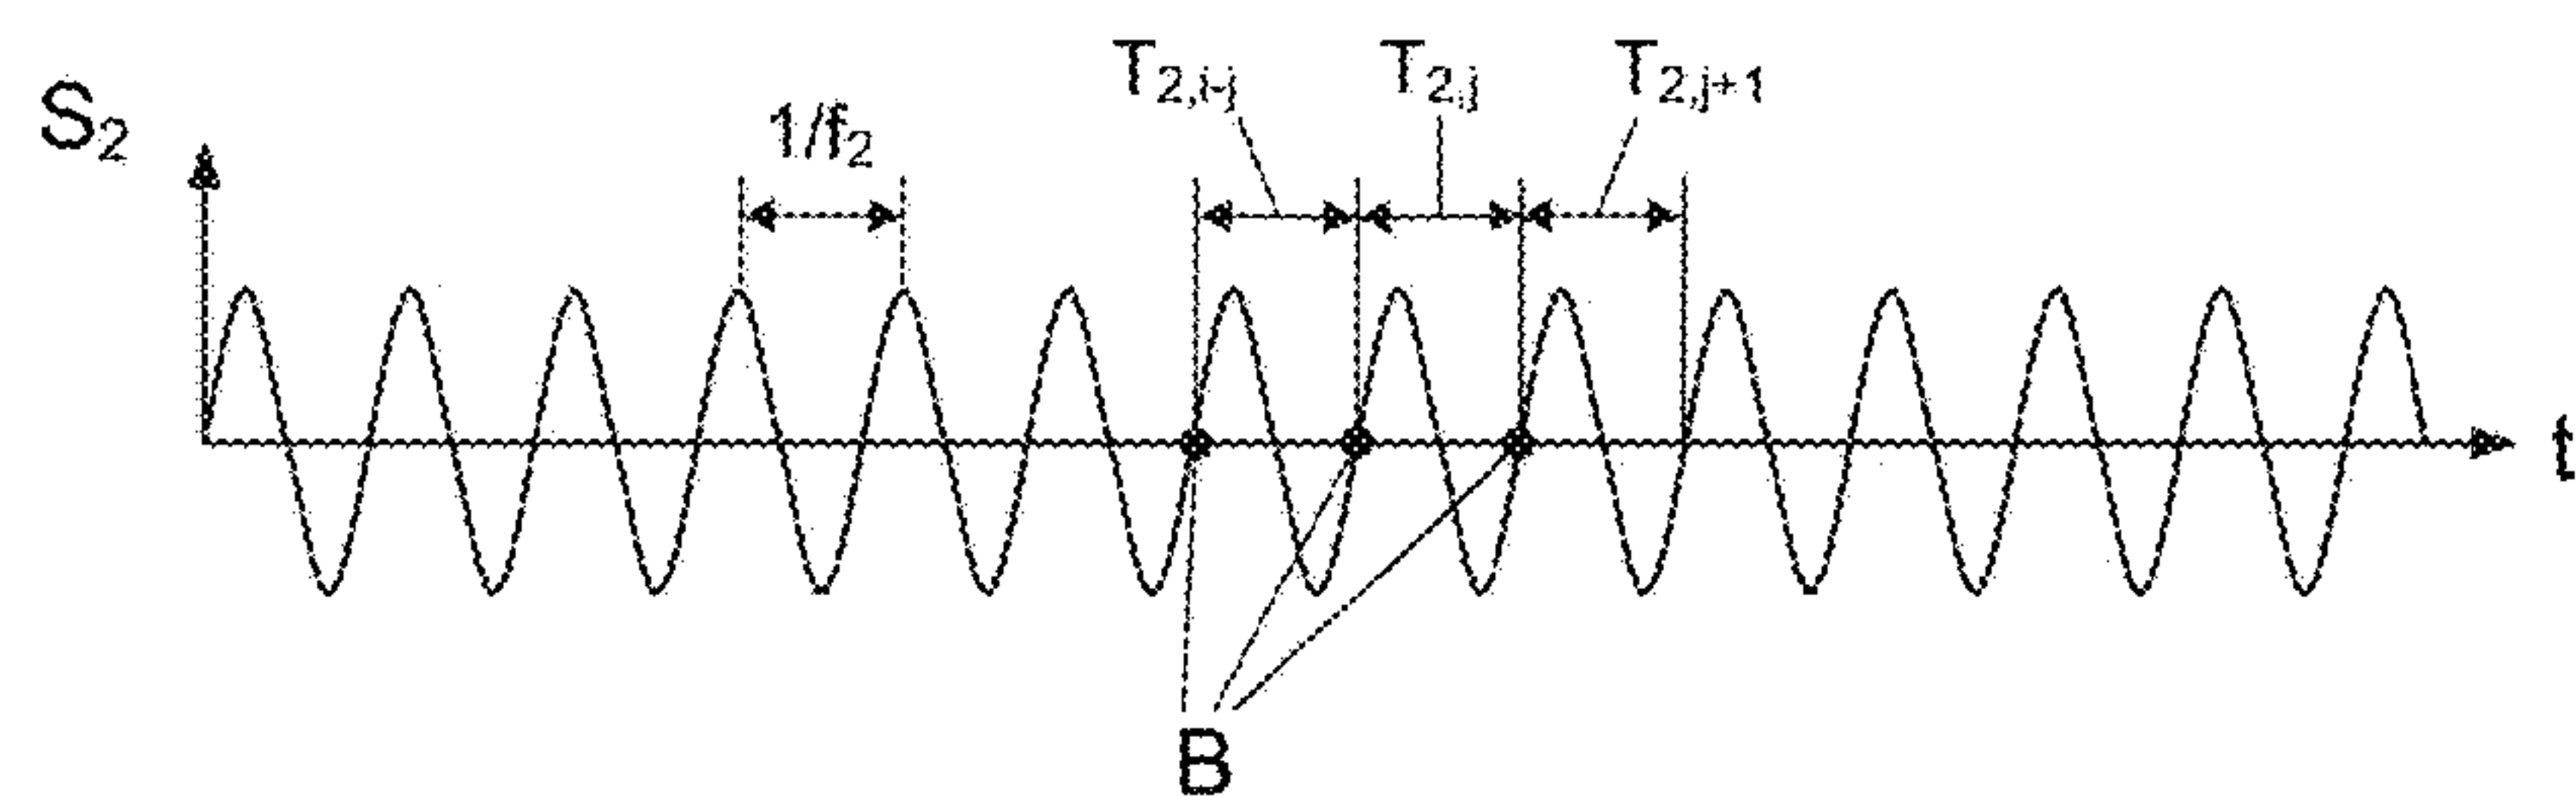 S₂
1/f₂
T₂,i-j
T₂,j
T₂,j+1
t
B